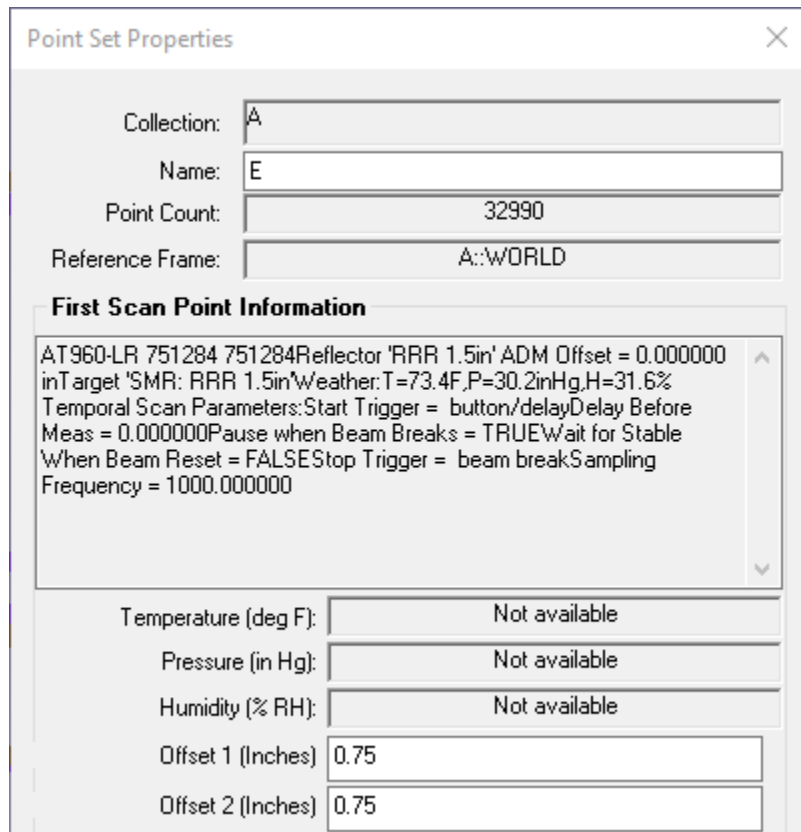 Point Set Properties
Collection: A
Name: E
Point Count: 32990
Reference Frame: A::WORLD
First Scan Point Information
AT960-LR 751284 751284Reflector 'RRR 1.5in' ADM Offset = 0.000000
inTarget 'SMR: RRR 1.5in'Weather:T=73.4F,P=30.2inHg,H=31.6%
Temporal Scan Parameters:Start Trigger =  button/delayDelay Before
Meas = 0.000000Pause when Beam Breaks = TRUEWait for Stable
When Beam Reset = FALSEStop Trigger =  beam breakSampling
Frequency = 1000.000000
Temperature (deg F): Not available
Pressure (in Hg): Not available
Humidity (% RH): Not available
Offset 1 (Inches) 0.75
Offset 2 (Inches) 0.75